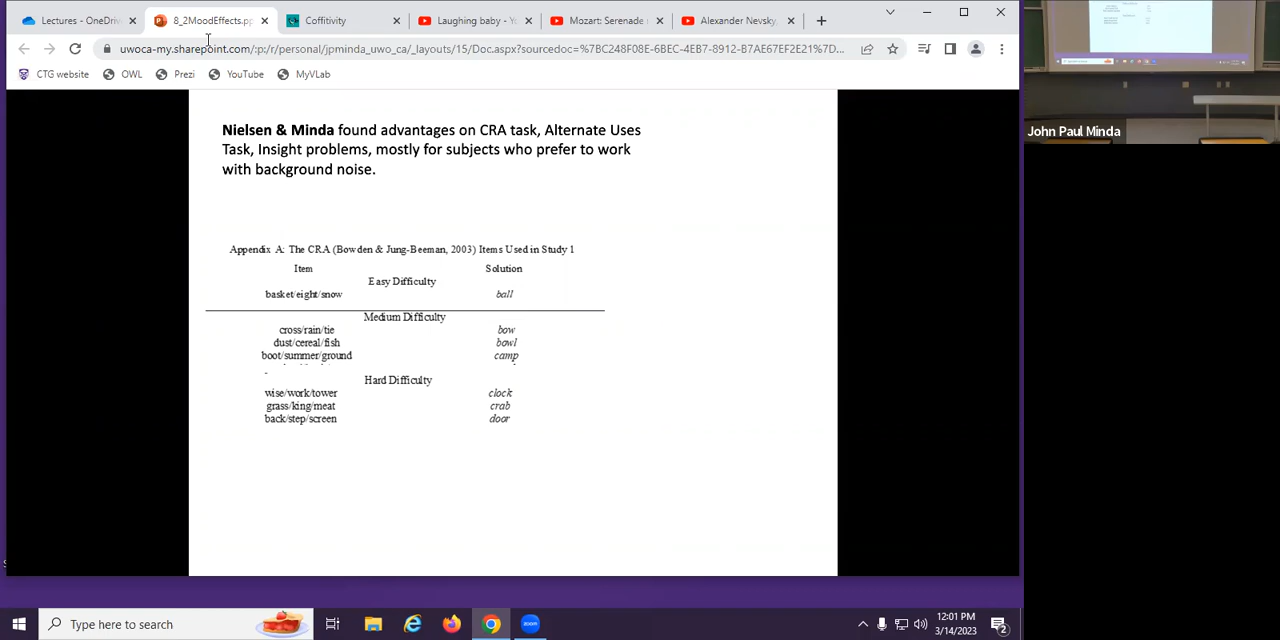 Lectures - OneDriv
8_2MoodEffects.pp
Coffitivity
Laughing baby - Yo
Mozart: Serenade
Alexander Nevsky,
uwoca-my.sharepoint.com/:p:/r/personal/jpminda_uwo_ca/_layouts/15/Doc.aspx?sourcedoc=%7BC248F08E-6BEC-4EB7-8912-B7AE67EF2E21%7D...
CTG website
OWL
Prezi
YouTube
MyVLab
Nielsen & Minda found advantages on CRA task, Alternate Uses
Task, Insight problems, mostly for subjects who prefer to work
with background noise.
Appendix A: The CRA (Bowden & Jung-Beeman, 2003) Items Used in Study 1
Item Solution
Easy Difficulty
basket/eight/snow ball
Medium Difficulty
cross/rain/tie bow
dust/cereal/fish bowl
boot/summer/ground camp
Hard Difficulty
wise/work/tower clock
grass/king/meat crab
back/step/screen door
John Paul Minda
Type here to search
zoom
12:01 PM
3/14/2023
2